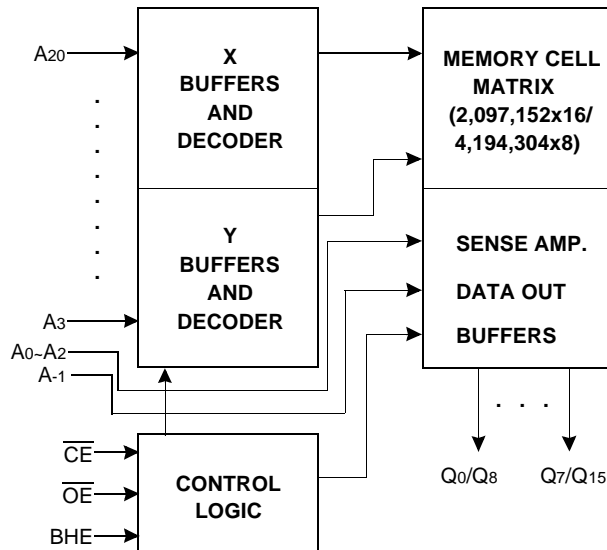 A20
X
BUFFERS
AND
DECODER
MEMORY CELL
MATRIX
(2,097,152x16/
4,194,304x8)
Y
BUFFERS
AND
DECODER
SENSE AMP.
DATA OUT
BUFFERS
A3
A0~A2
A-1
CE
OE
BHE
CONTROL
LOGIC
. . .
Q0/Q8
Q7/Q15